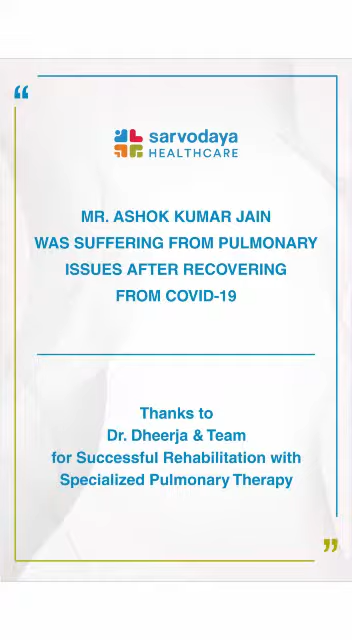 “
sarvodaya
HEALTHCARE
MR. ASHOK KUMAR JAIN
WAS SUFFERING FROM PULMONARY
ISSUES AFTER RECOVERING
FROM COVID-19
Thanks to
Dr. Dheerja & Team
for Successful Rehabilitation with
Specialized Pulmonary Therapy
”